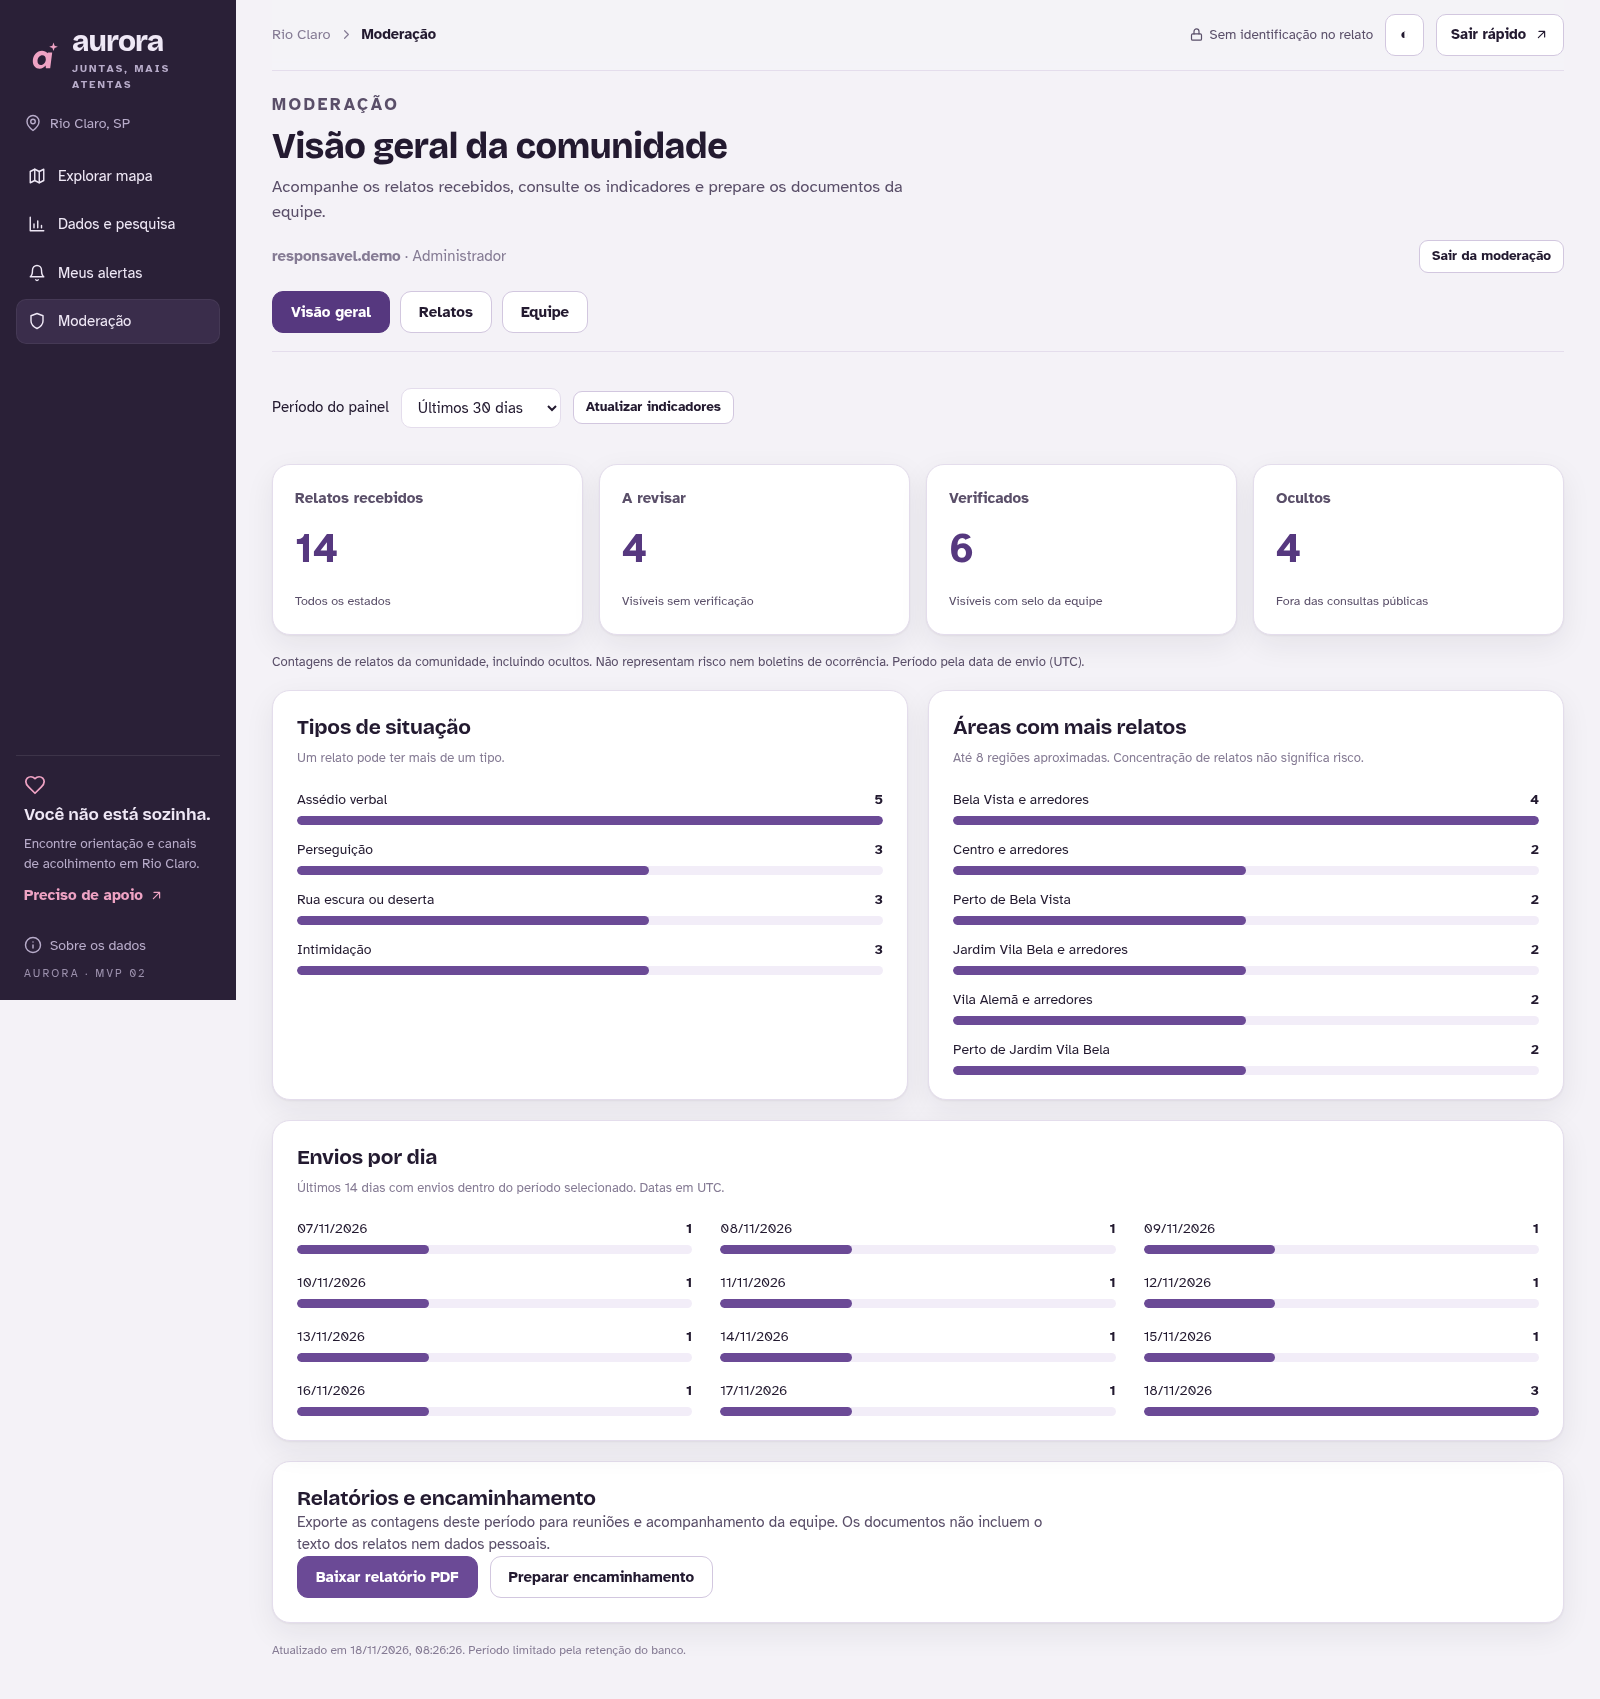 aurora
JUNTAS, MAIS
ATENTAS
Rio Claro, SP
Explorar mapa
Dados e pesquisa
Meus alertas
Moderação
Você não está sozinha.
Encontre orientação e canais
de acolhimento em Rio Claro.
Preciso de apoio
Sobre os dados
AURORA · MVP 02
Rio Claro
Moderação
Sem identificação no relato
Sair rápido
MODERAÇÃO
Visão geral da comunidade
Acompanhe os relatos recebidos, consulte os indicadores e prepare os documentos da
equipe.
responsavel.demo · Administrador
Sair da moderação
Visão geral
Relatos
Equipe
Período do painel
Últimos 30 dias
Atualizar indicadores
Relatos recebidos
14
Todos os estados
A revisar
4
Visíveis sem verificação
Verificados
6
Visíveis com selo da equipe
Ocultos
4
Fora das consultas públicas
Contagens de relatos da comunidade, incluindo ocultos. Não representam risco nem boletins de ocorrência. Período pela data de envio (UTC).
Tipos de situação
Um relato pode ter mais de um tipo.
Assédio verbal 5
Perseguição 3
Rua escura ou deserta 3
Intimidação 3
Áreas com mais relatos
Até 8 regiões aproximadas. Concentração de relatos não significa risco.
Bela Vista e arredores 4
Centro e arredores 2
Perto de Bela Vista 2
Jardim Vila Bela e arredores 2
Vila Alemã e arredores 2
Perto de Jardim Vila Bela 2
Envios por dia
Últimos 14 dias com envios dentro do período selecionado. Datas em UTC.
07/11/2026 1
08/11/2026 1
09/11/2026 1
10/11/2026 1
11/11/2026 1
12/11/2026 1
13/11/2026 1
14/11/2026 1
15/11/2026 1
16/11/2026 1
17/11/2026 1
18/11/2026 3
Relatórios e encaminhamento
Exporte as contagens deste período para reuniões e acompanhamento da equipe. Os documentos não incluem o
texto dos relatos nem dados pessoais.
Baixar relatório PDF
Preparar encaminhamento
Atualizado em 18/11/2026, 08:26:26. Período limitado pela retenção do banco.